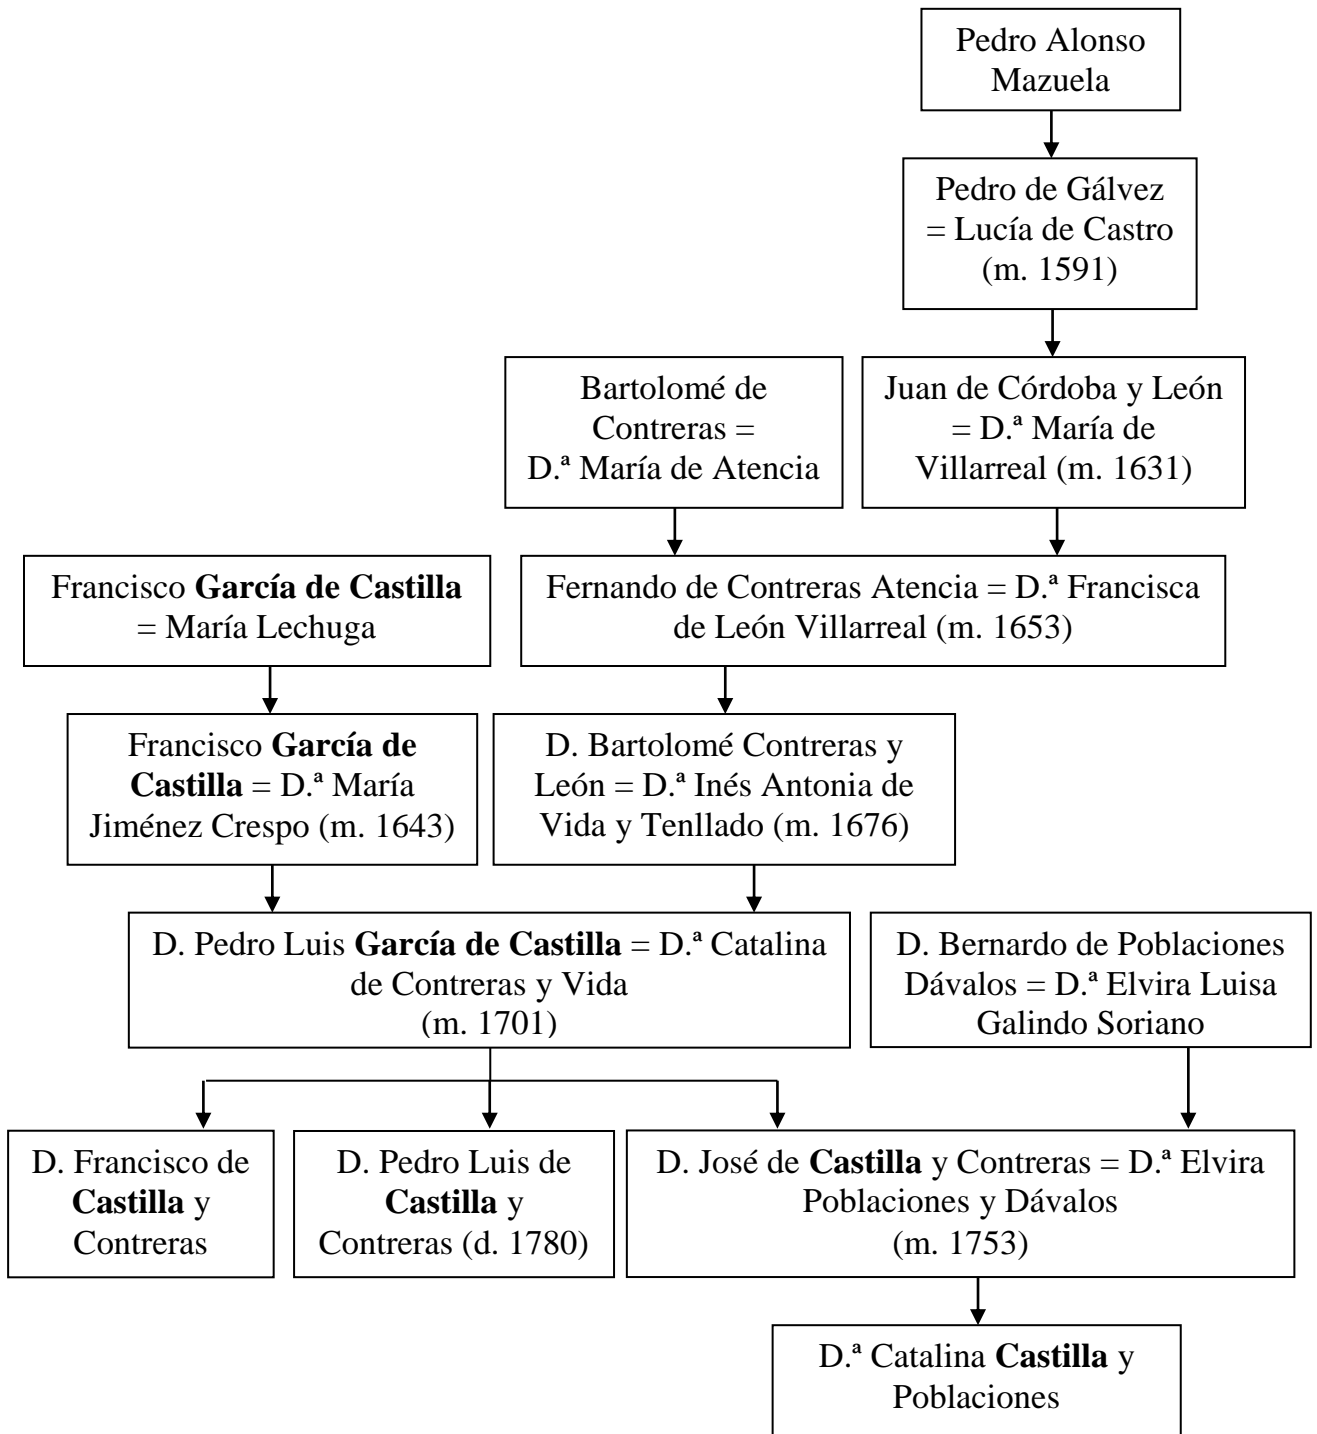 Pedro Alonso
Mazuela
Pedro de Gálvez
= Lucía de Castro
(m. 1591)
Bartolomé de
Contreras =
D.ª María de Atencia
Juan de Córdoba y León
= D.ª María de
Villarreal (m. 1631)
Francisco García de Castilla
= María Lechuga
Fernando de Contreras Atencia = D.ª Francisca
de León Villarreal (m. 1653)
Francisco García de
Castilla = D.ª María
Jiménez Crespo (m. 1643)
D. Bartolomé Contreras y
León = D.ª Inés Antonia de
Vida y Tenllado (m. 1676)
D. Pedro Luis García de Castilla = D.ª Catalina
de Contreras y Vida
(m. 1701)
D. Bernardo de Poblaciones
Dávalos = D.ª Elvira Luisa
Galindo Soriano
D. Francisco de
Castilla y
Contreras
D. Pedro Luis de
Castilla y
Contreras (d. 1780)
D. José de Castilla y Contreras = D.ª Elvira
Poblaciones y Dávalos
(m. 1753)
D.ª Catalina Castilla y
Poblaciones